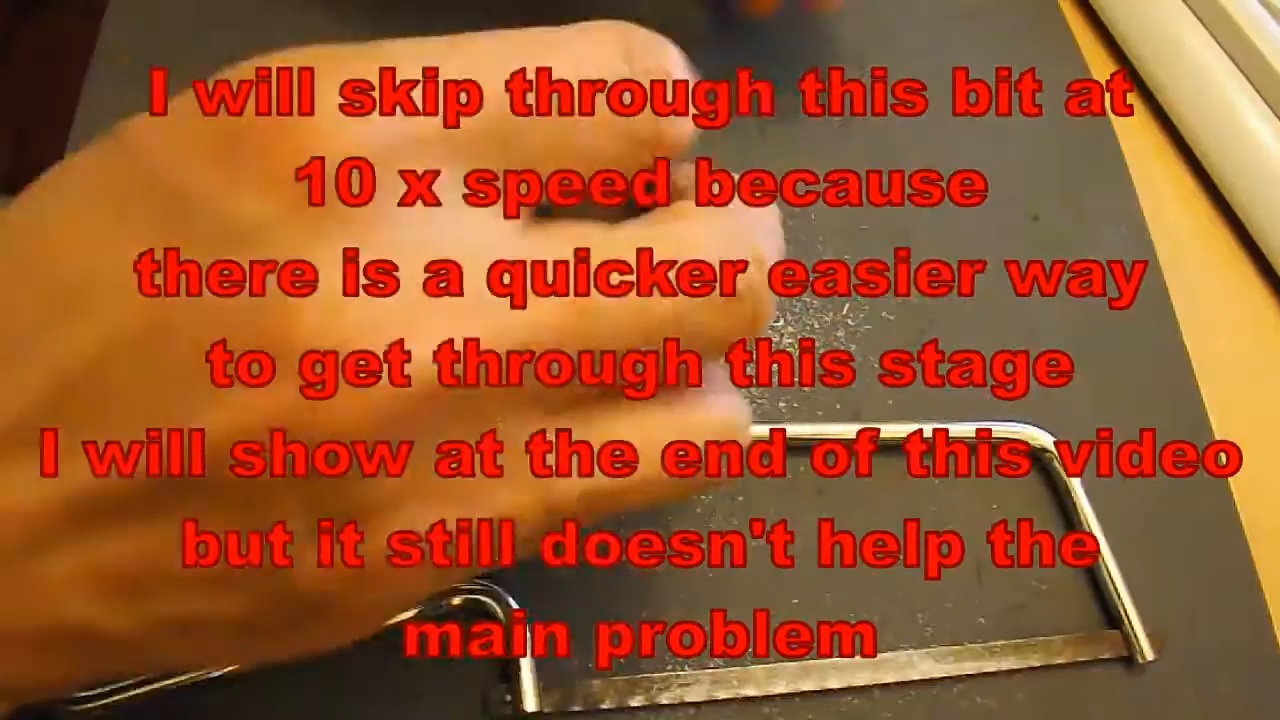 I will skip through this bit at
10 x speed because
there is a quicker easier way
to get through this stage
I will show at the end of this video
but it still doesn't help the
main problem